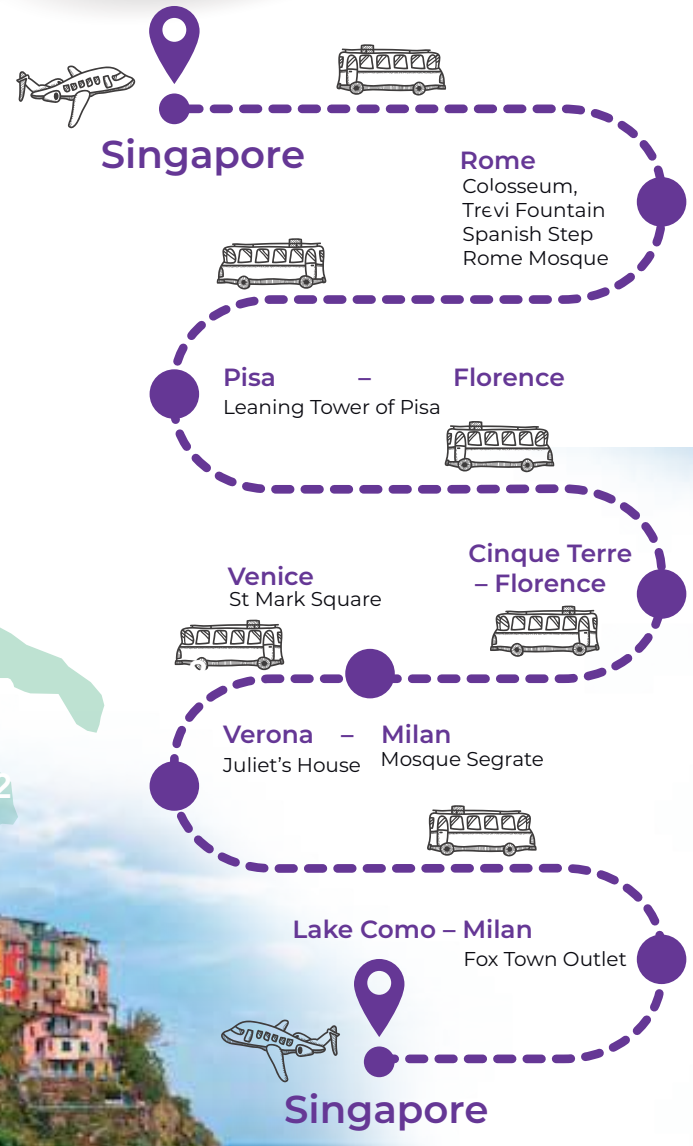 Singapore
Rome
Colosseum,
Trevi Fountain
Spanish Step
Rome Mosque
Pisa – Florence
Leaning Tower of Pisa
Cinque Terre
– Florence
Venice
St Mark Square
Verona – Milan
Juliet's House Mosque Segrate
2
Lake Como – Milan
Fox Town Outlet
Singapore